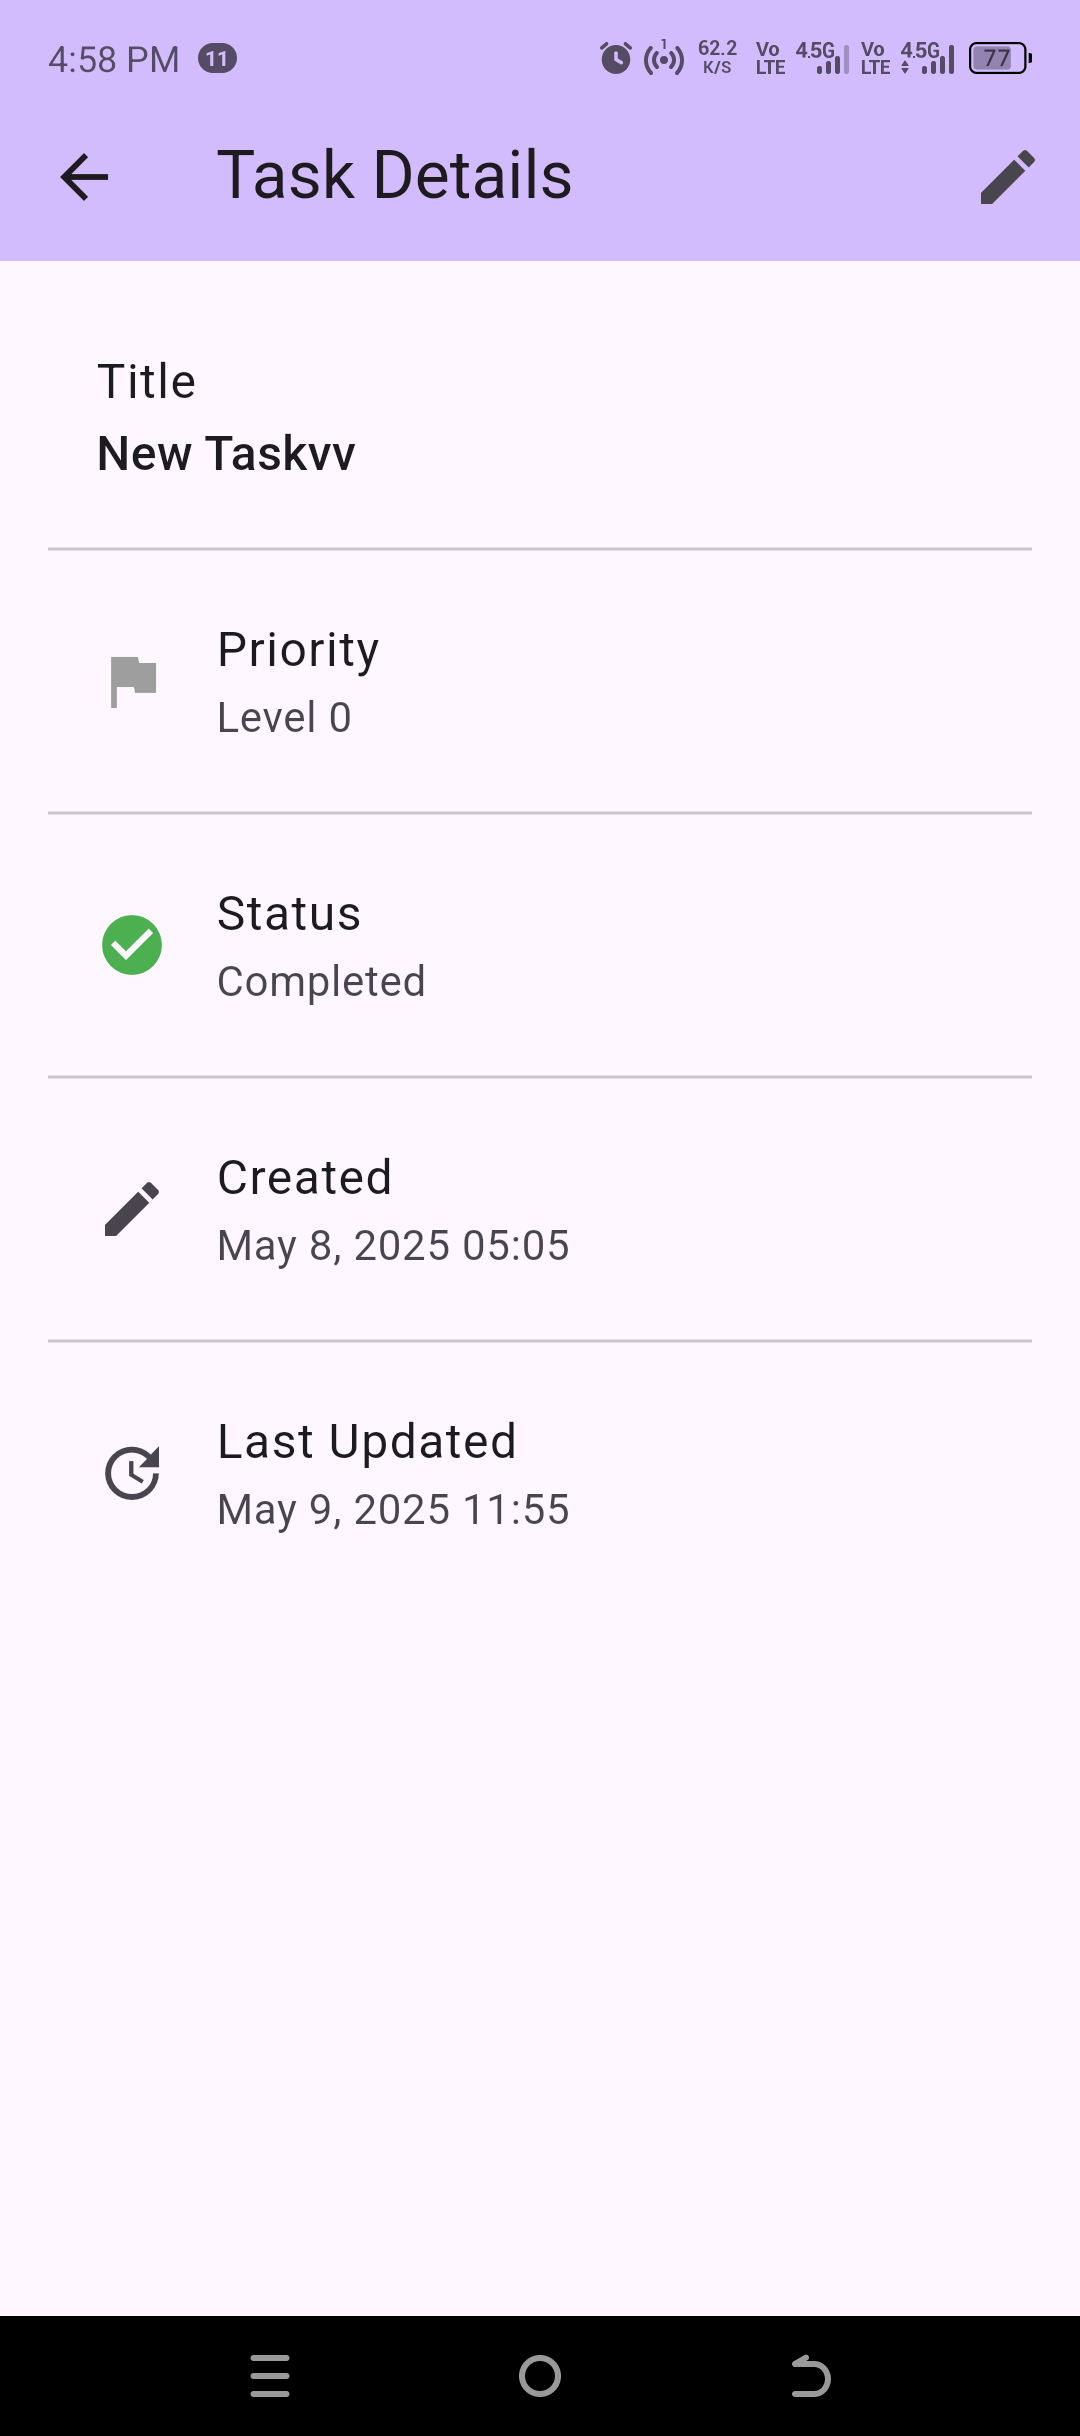 4:58 PM 11 1 62.2 K/S Vo LTE 4.5G Vo LTE 4.5G 77
Task Details
Title
New Taskvv
Priority
Level 0
Status
Completed
Created
May 8, 2025 05:05
Last Updated
May 9, 2025 11:55